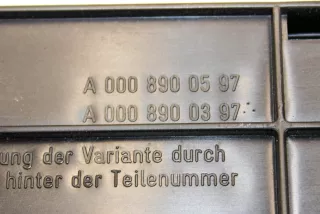 A 000 890 05 97
A 000 890 03 97
ung der Variante durch
hinter der Teilenummer